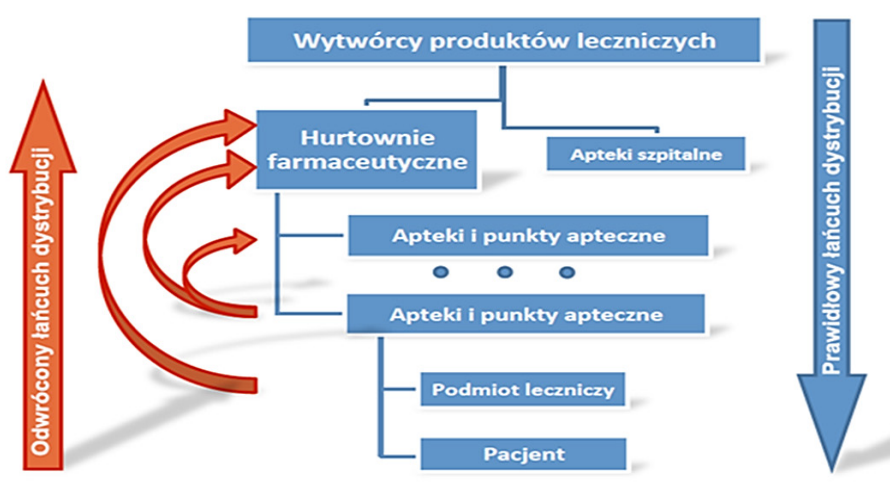 Wytwórcy produktów leczniczych
Hurtownie
farmaceutyczne
Apteki szpitalne
Apteki i punkty apteczne
Apteki i punkty apteczne
Podmiot leczniczy
Pacjent
Odwrócony łańcuch dystrybucji
Prawidłowy łańcuch dystrybucji